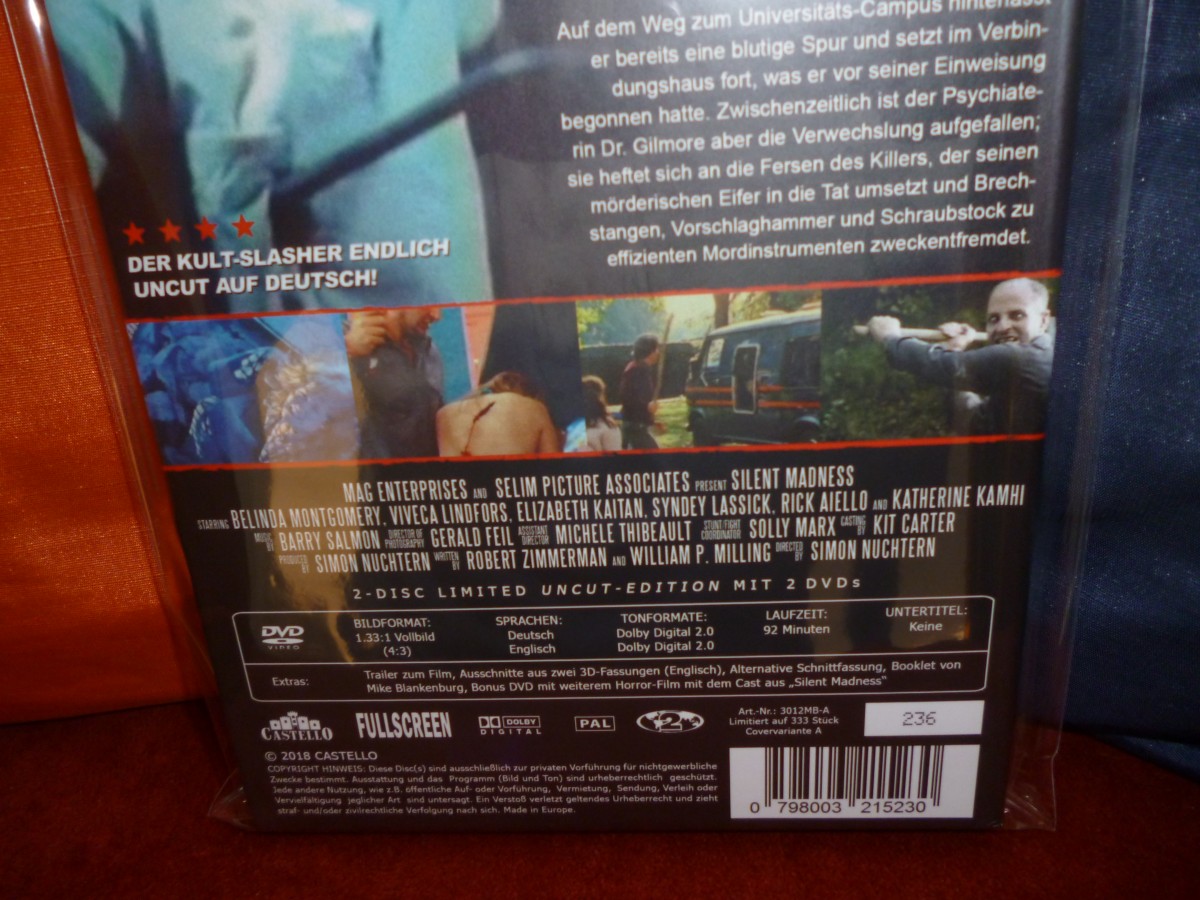 Auf dem Weg zum Universitäts-Campus hinterlässt
er bereits eine blutige Spur und setzt im Verbin-
dungshaus fort, was er vor seiner Einweisung
begonnen hatte. Zwischenzeitlich ist der Psychiate-
rin Dr. Gilmore aber die Verwechslung aufgefallen;
sie heftet sich an die Fersen des Killers, der seinen
mörderischen Eifer in die Tat umsetzt und Brech-
stangen, Vorschlaghammer und Schraubstock zu
effizienten Mordinstrumenten zweckentfremdet.
DER KULT-SLASHER ENDLICH
UNCUT AUF DEUTSCH!
MAG ENTERPRISES AND SELIM PICTURE ASSOCIATES PRESENT SILENT MADNESS
STARRING BELINDA MONTGOMERY, VIVECA LINDFORS, ELIZABETH KAITAN, SYNDEY LASSICK, RICK AIELLO AND KATHERINE KAMHI
MUSIC BY BARRY SALMON DIRECTOR OF PHOTOGRAPHY GERALD FEIL ASSISTANT DIRECTOR MICHELE THIBEAULT STUNT/FIGHT COORDINATOR SOLLY MARX CASTING BY KIT CARTER
PRODUCED BY SIMON NUCHTERN WRITTEN BY ROBERT ZIMMERMAN AND WILLIAM P. MILLING DIRECTED BY SIMON NUCHTERN
2-DISC LIMITED UNCUT-EDITION MIT 2 DVDs
DVD VIDEO
BILDFORMAT:
1.33:1 Vollbild
(4:3)
SPRACHEN:
Deutsch
Englisch
TONFORMATE:
Dolby Digital 2.0
Dolby Digital 2.0
LAUFZEIT:
92 Minuten
UNTERTITEL:
Keine
Extras:
Trailer zum Film, Ausschnitte aus zwei 3D-Fassungen (Englisch), Alternative Schnittfassung, Booklet von
Mike Blankenburg, Bonus DVD mit weiterem Horror-Film mit dem Cast aus „Silent Madness"
CASTELLO
FULLSCREEN
DOLBY
DIGITAL
PAL
2
Art.-Nr.: 3012MB-A
Limitiert auf 333 Stück
Covervariante A
236
© 2018 CASTELLO
COPYRIGHT HINWEIS: Diese Disc(s) sind ausschließlich zur privaten Vorführung für nichtgewerbliche
Zwecke bestimmt. Ausstattung und das Programm (Bild und Ton) sind urheberrechtlich geschützt.
Jede andere Nutzung, wie z.B. öffentliche Auf- oder Vorführung, Vermietung, Sendung, Verleih oder
Vervielfältigung jeglicher Art sind untersagt. Ein Verstoß verletzt geltendes Urheberrecht und zieht
straf- und/oder zivilrechtliche Verfolgung nach sich. Made in Europe.
0 798003 215230